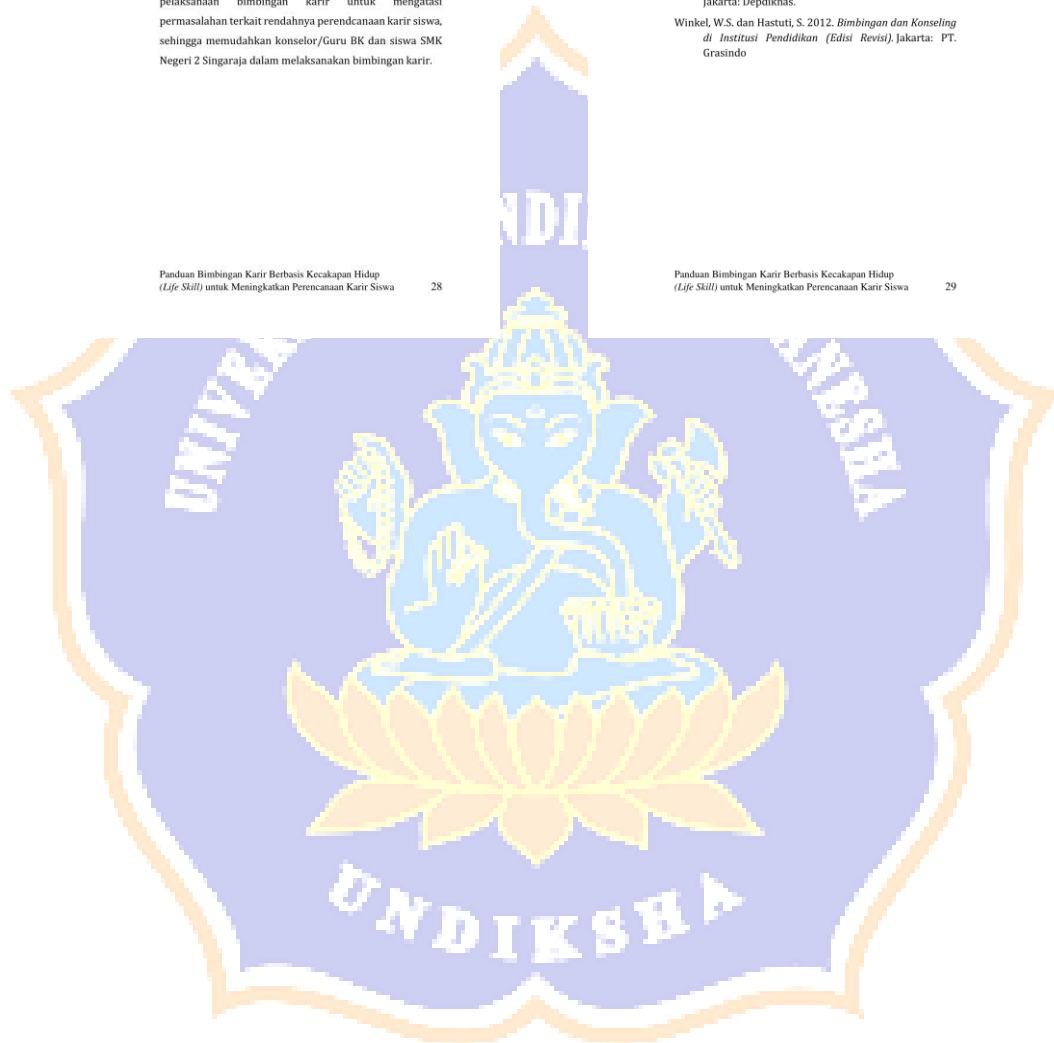 pelaksanaan bimbingan karir untuk mengatasi
permasalahan terkait rendahnya perendcanaan karir siswa,
sehingga memudahkan konselor/Guru BK dan siswa SMK
Negeri 2 Singaraja dalam melaksanakan bimbingan karir.
Panduan Bimbingan Karir Berbasis Kecakapan Hidup
(Life Skill) untuk Meningkatkan Perencanaan Karir Siswa 28
Jakarta: Depdiknas.
Winkel, W.S. dan Hastuti, S. 2012. Bimbingan dan Konseling
di Institusi Pendidikan (Edisi Revisi). Jakarta: PT.
Grasindo
Panduan Bimbingan Karir Berbasis Kecakapan Hidup
(Life Skill) untuk Meningkatkan Perencanaan Karir Siswa 29
UNDIKSHA